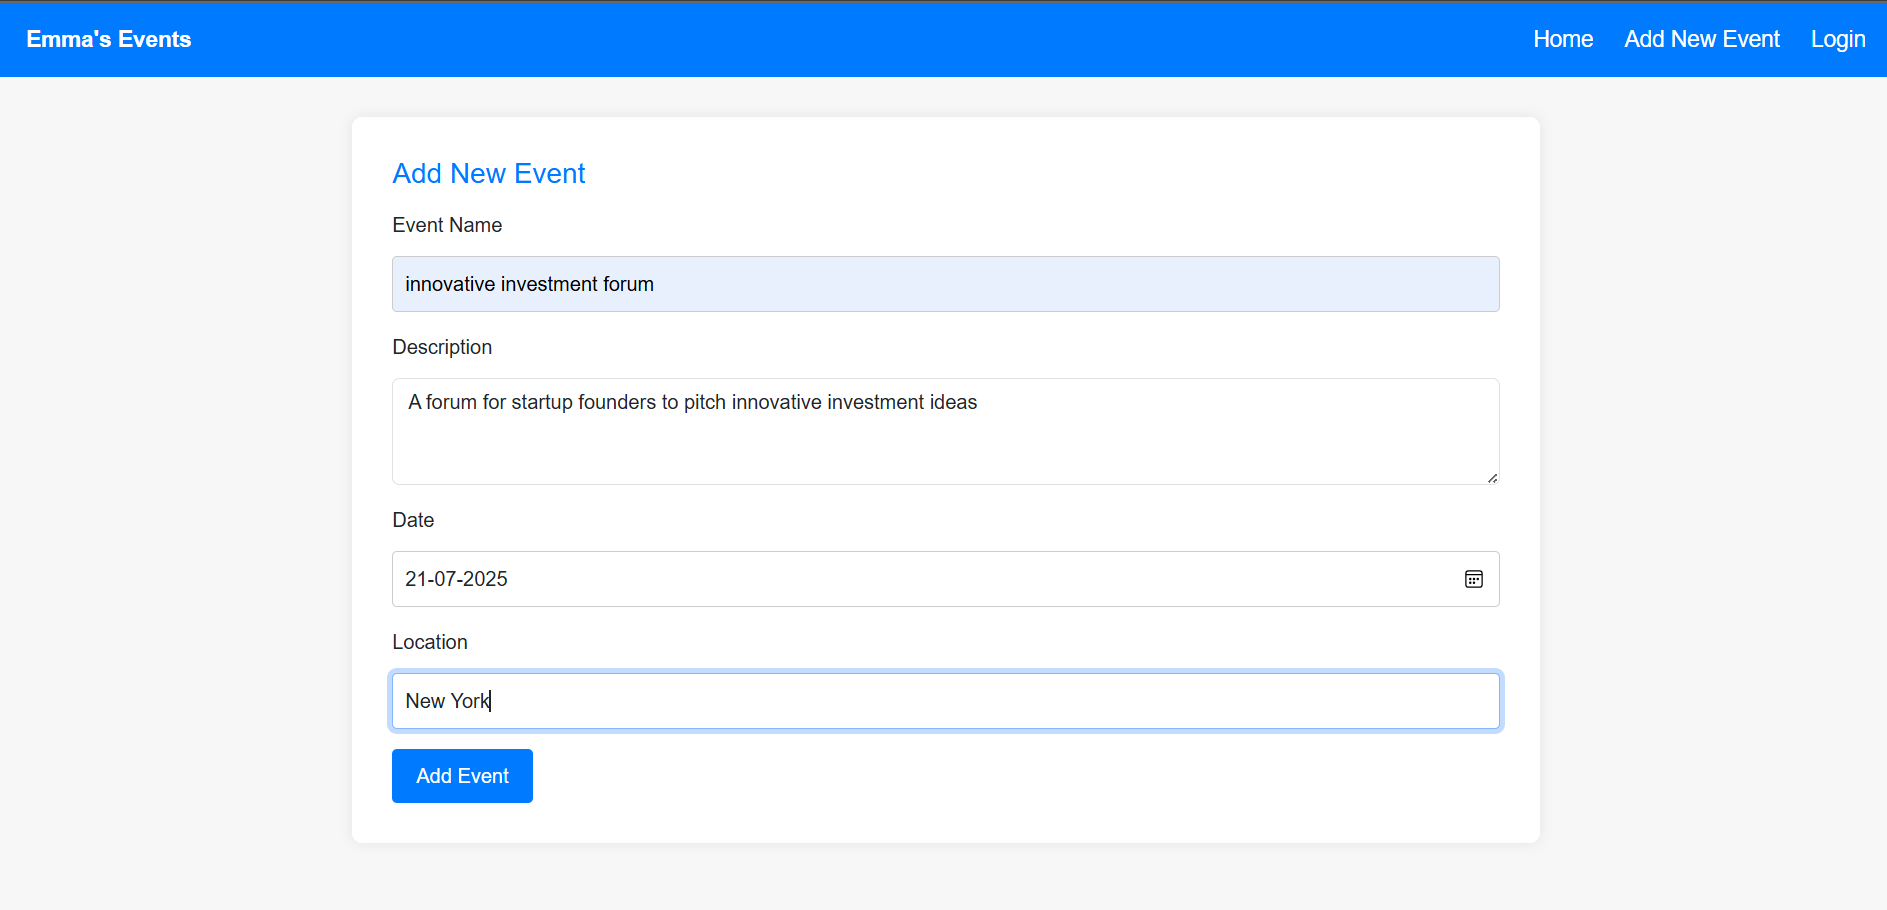 Emma's Events
Home Add New Event Login
Add New Event
Event Name
innovative investment forum
Description
A forum for startup founders to pitch innovative investment ideas
Date
21-07-2025
Location
New York
Add Event